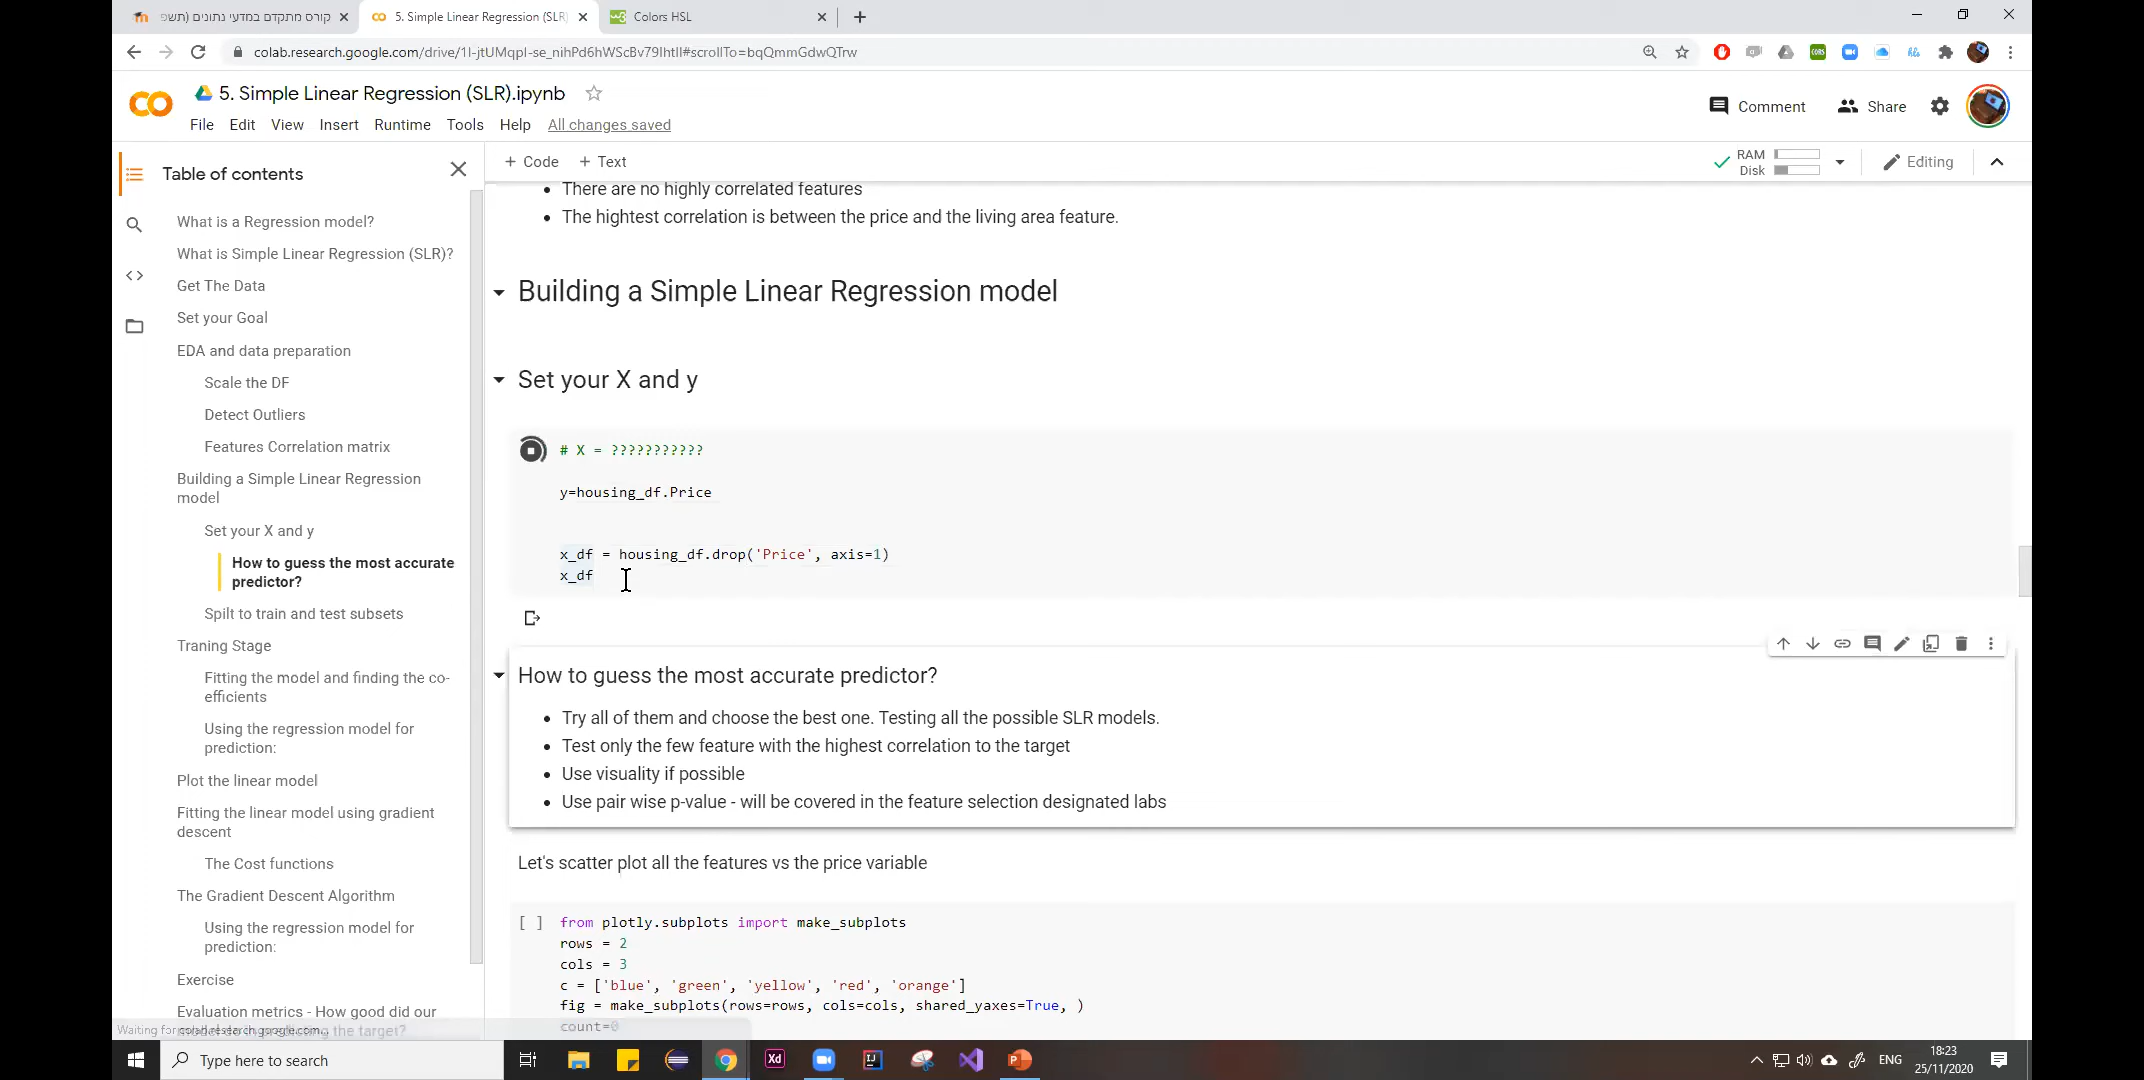 קורס מתקדם במדעי נתונים (תשפ
5. Simple Linear Regression (SLR)
Colors HSL
colab.research.google.com/drive/1l-jtUMqpI-se_nihPd6hWScBv79IhtlI#scrollTo=bqQmmGdwQTrw
5. Simple Linear Regression (SLR).ipynb
Comment
Share
File Edit View Insert Runtime Tools Help All changes saved
Table of contents
+ Code + Text
RAM
Disk
Editing
What is a Regression model?
What is Simple Linear Regression (SLR)?
Get The Data
Set your Goal
EDA and data preparation
Scale the DF
Detect Outliers
Features Correlation matrix
Building a Simple Linear Regression
model
Set your X and y
How to guess the most accurate
predictor?
Spilt to train and test subsets
Traning Stage
Fitting the model and finding the co-
efficients
Using the regression model for
prediction:
Plot the linear model
Fitting the linear model using gradient
descent
The Cost functions
The Gradient Descent Algorithm
Using the regression model for
prediction:
Exercise
Evaluation metrics - How good did our
the target?
Waiting for colab.research.google.com...
There are no highly correlated features
The hightest correlation is between the price and the living area feature.
Building a Simple Linear Regression model
Set your X and y
# X = ???????????
y=housing_df.Price
x_df = housing_df.drop('Price', axis=1)
x_df
How to guess the most accurate predictor?
Try all of them and choose the best one. Testing all the possible SLR models.
Test only the few feature with the highest correlation to the target
Use visuality if possible
Use pair wise p-value - will be covered in the feature selection designated labs
Let's scatter plot all the features vs the price variable
[ ] from plotly.subplots import make_subplots
rows = 2
cols = 3
c = ['blue', 'green', 'yellow', 'red', 'orange']
fig = make_subplots(rows=rows, cols=cols, shared_yaxes=True, )
count=0
Type here to search
Xd
ENG
18:23
25/11/2020